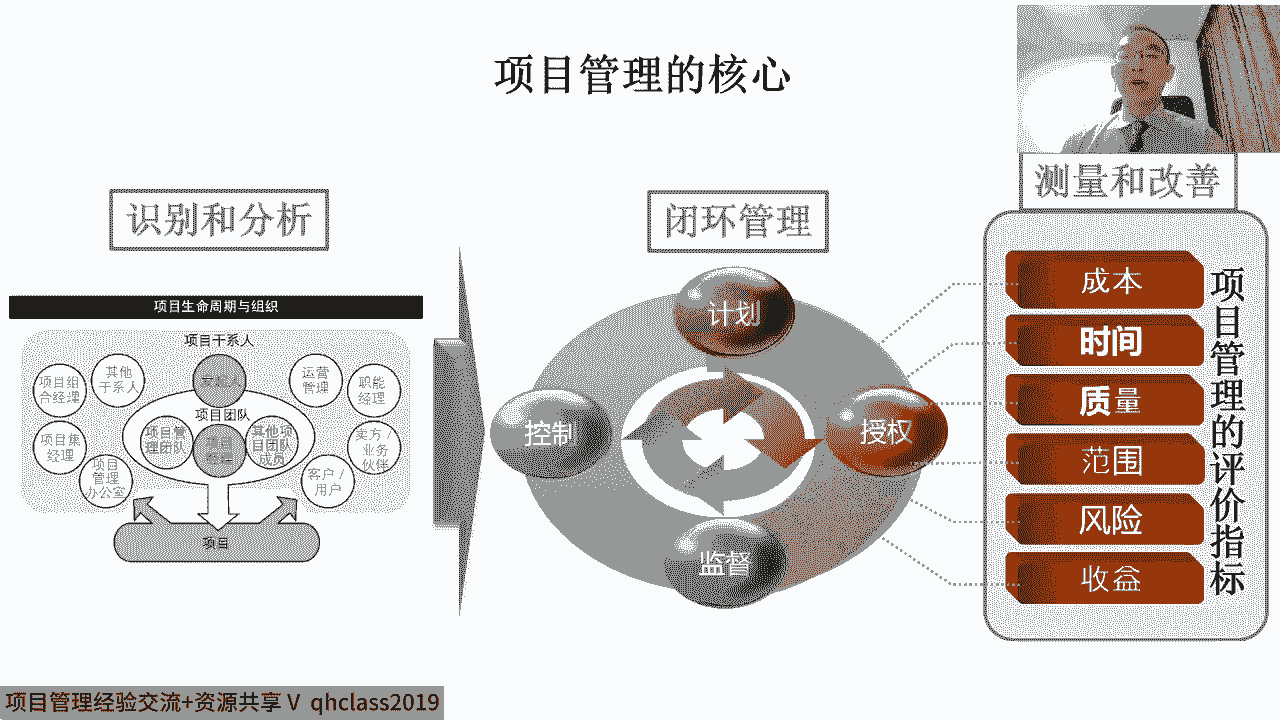 项目管理的核心
识别和分析
项目生命周期与组织
项目干系人
项目组
合经理
其他
干系人
发起人
运营
管理
职能
经理
项目团队
项目集
经理
项目管
理团队
项目
经理
其他项
目团队
成员
卖方 /
业务
伙伴
项目
管理
办公室
客户 /
用户
项目
闭环管理
计划
控制
授权
监督
测量和改善
成本
时间
质量
范围
风险
收益
项目管理的评价指标
项目管理经验交流+资源共享 V qhclass2019